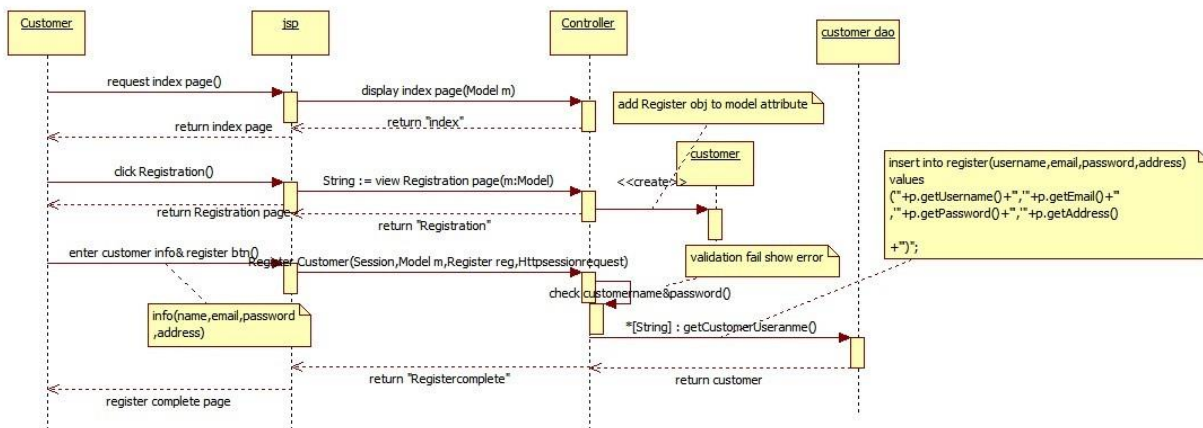 Customer
jsp
Controller
customer dao
request index page()
display index page(Model m)
add Register obj to model attribute
return index page
return "index"
customer
insert into register(username,email,password,address)
values
('"+p.getUsername()+"','"+p.getEmail()+"'
,'"+p.getPassword()+"','"+p.getAddress()
+"')";
click Registration()
String := view Registration page(m:Model)
<<create>>
return Registration page
return "Registration"
enter customer info& register btn()
Register Customer(Session,Model m,Register reg,Httpsessionrequest)
validation fail show error
check customername&password()
info(name,email,password
,address)
*[String] : getCustomerUseranme()
return "Registercomplete"
return customer
register complete page